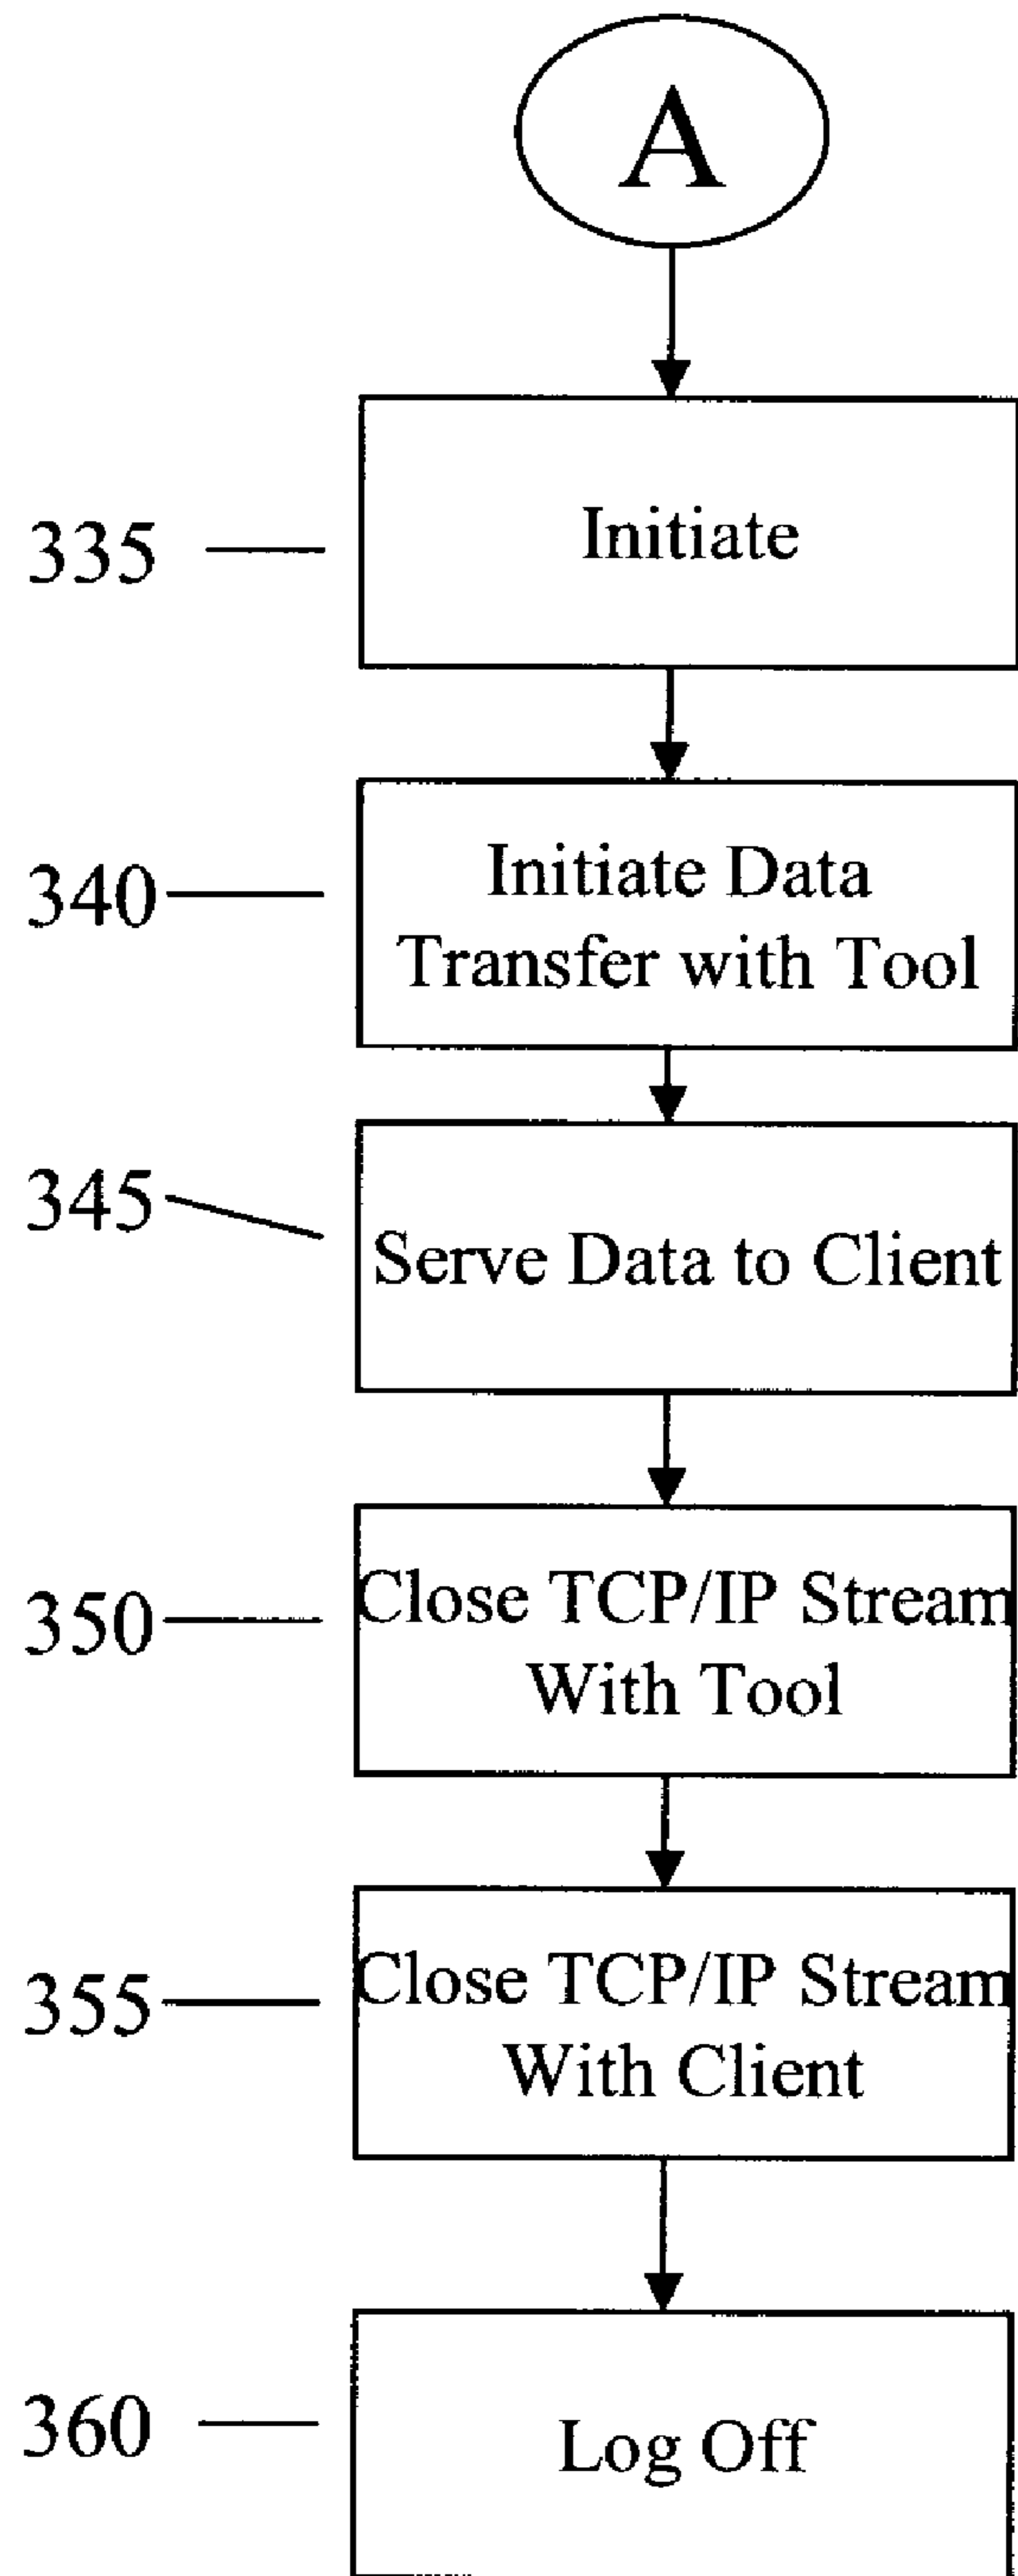 A
335
Initiate
340
Initiate Data
Transfer with Tool
345
Serve Data to Client
350
Close TCP/IP Stream
With Tool
355
Close TCP/IP Stream
With Client
360
Log Off